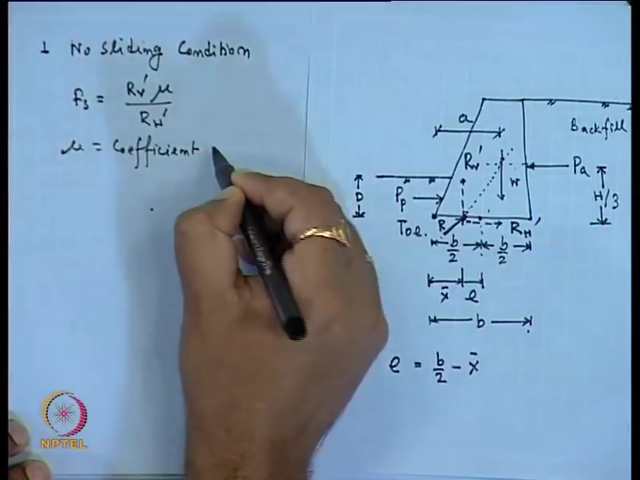 1 No sliding Condition
Fs = Rv' μ / RH'
μ = Coefficient
a
Backfill
Rv'
Pa
W
H/3
D
Pp
Toe
R
RH'
b/2 b/2
x̄ e
b
e = b/2 - x̄
NPTEL